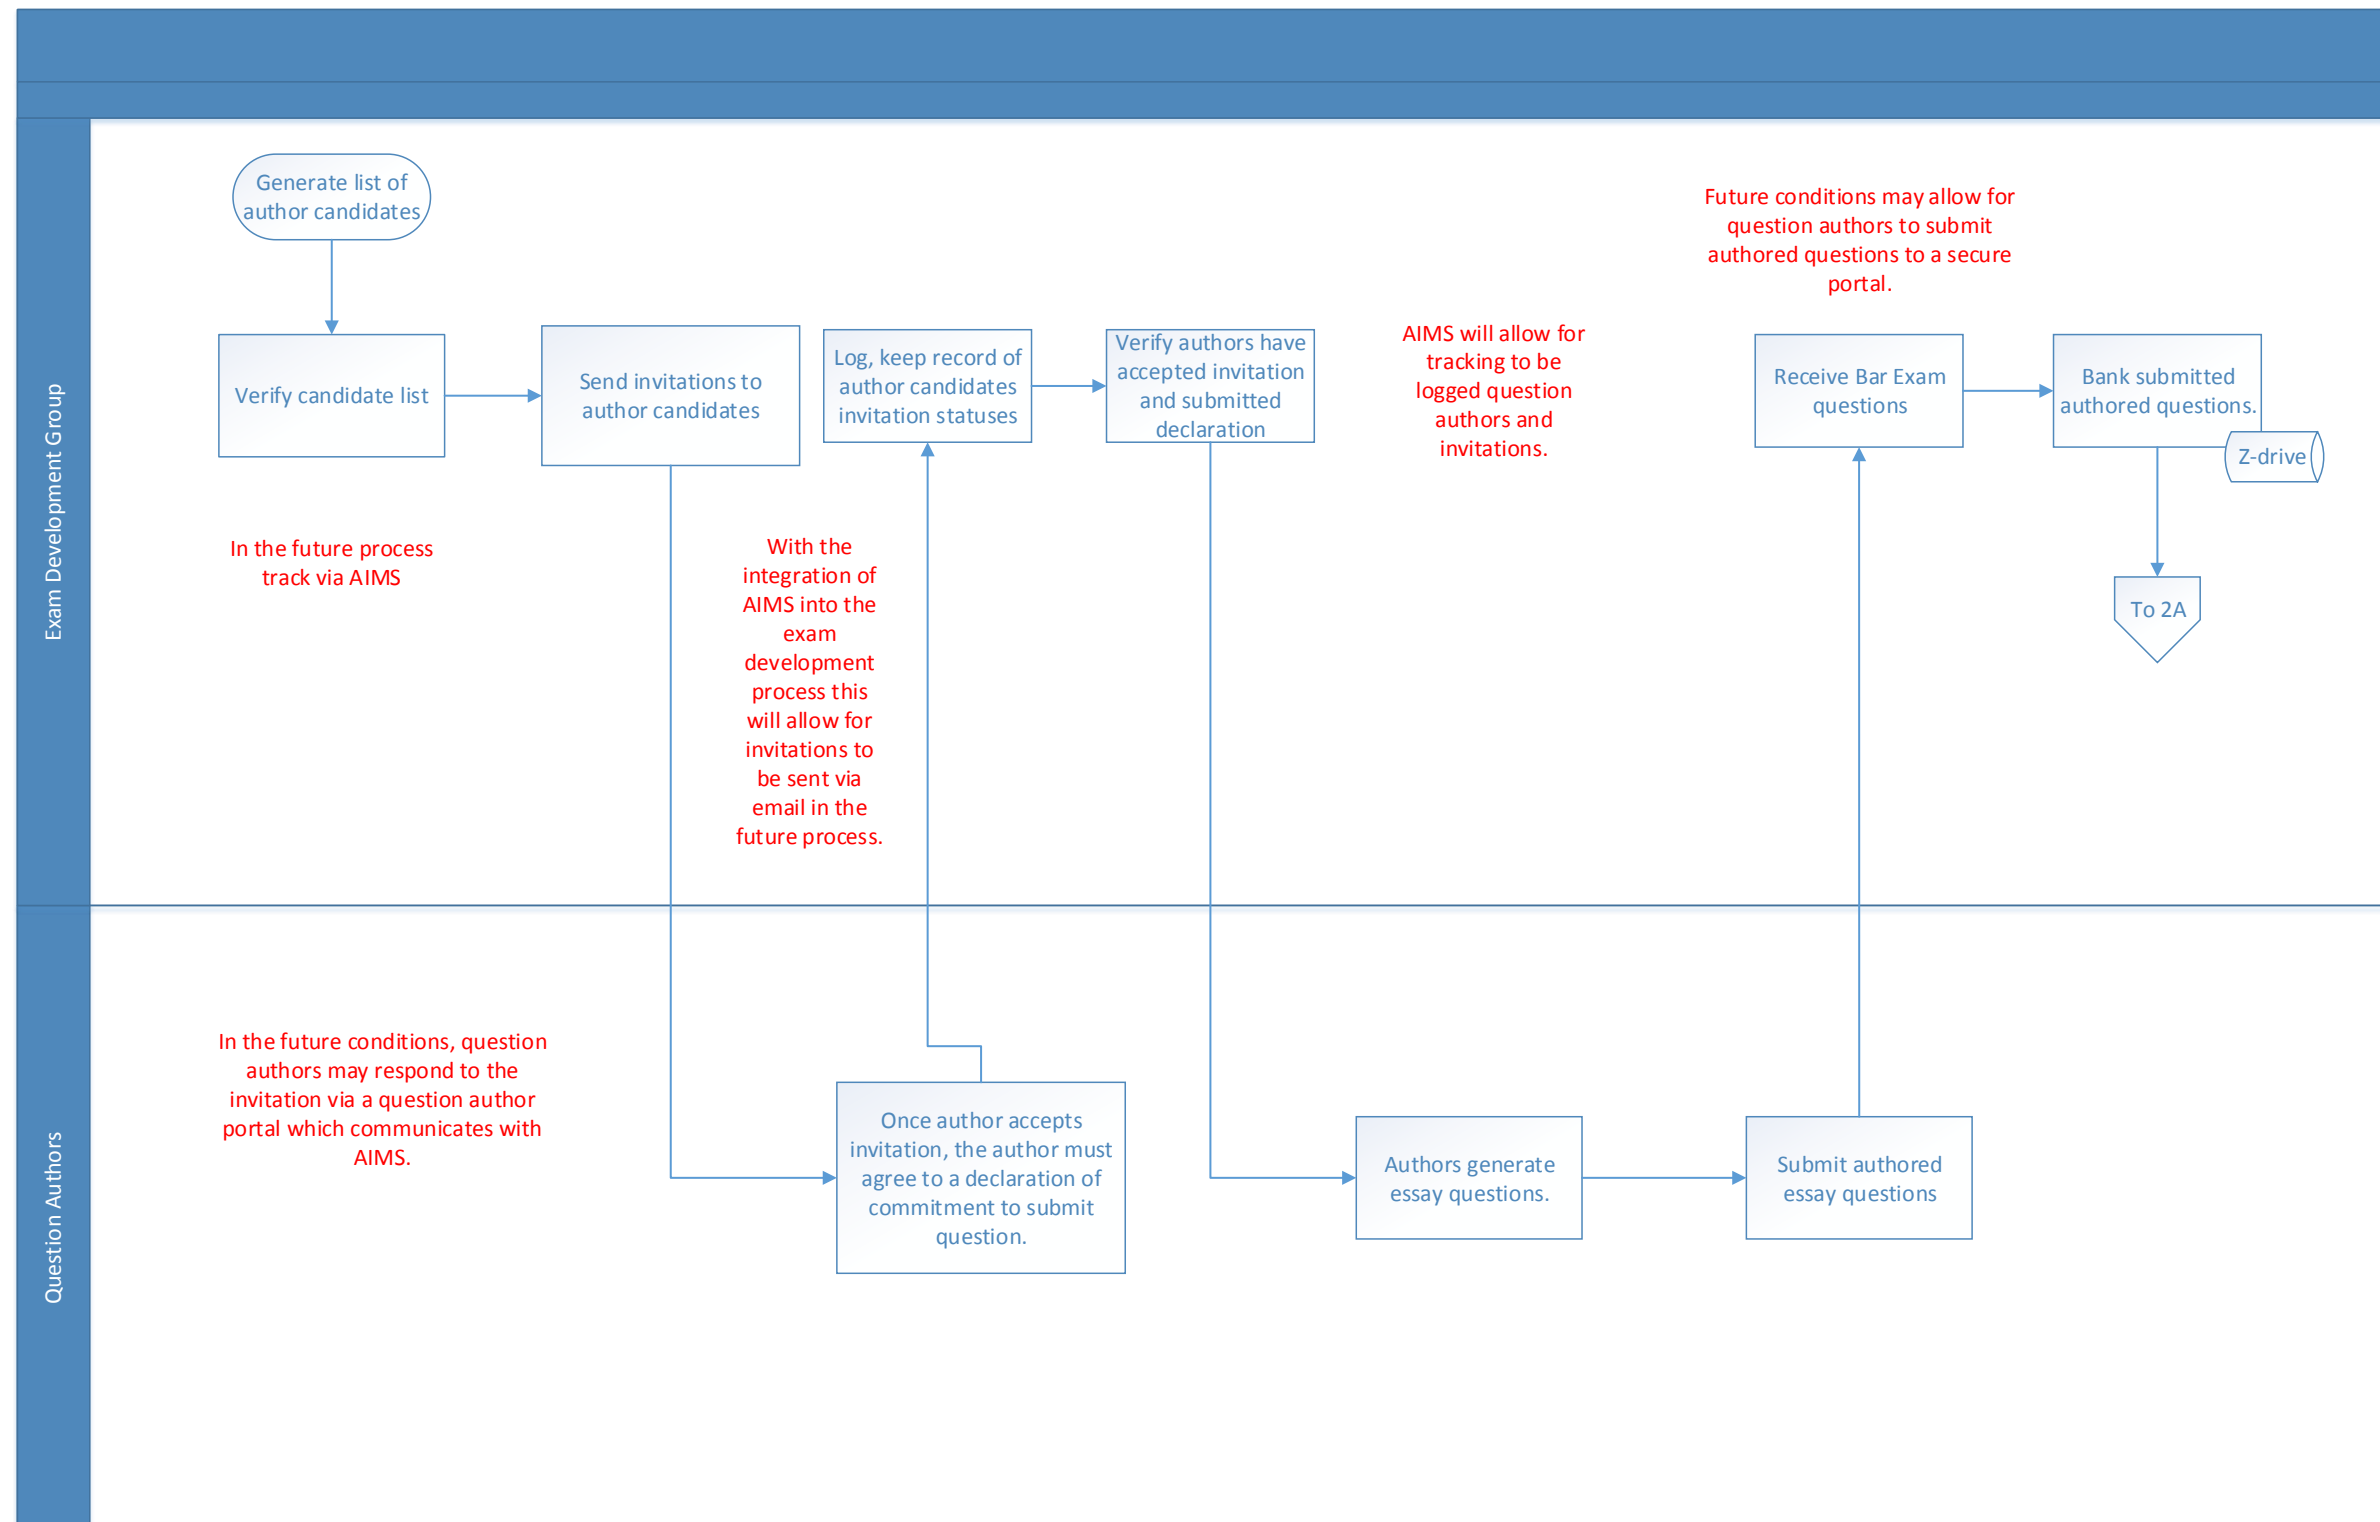 Exam Development Group
Generate list of
author candidates
Verify candidate list
Send invitations to
author candidates
Log, keep record of
author candidates
invitation statuses
Verify authors have
accepted invitation
and submitted
declaration
AIMS will allow for
tracking to be
logged question
authors and
invitations.
Future conditions may allow for
question authors to submit
authored questions to a secure
portal.
Receive Bar Exam
questions
Bank submitted
authored questions.
Z-drive
To 2A
In the future process
track via AIMS
With the
integration of
AIMS into the
exam
development
process this
will allow for
invitations to
be sent via
email in the
future process.
Question Authors
In the future conditions, question
authors may respond to the
invitation via a question author
portal which communicates with
AIMS.
Once author accepts
invitation, the author must
agree to a declaration of
commitment to submit
question.
Authors generate
essay questions.
Submit authored
essay questions